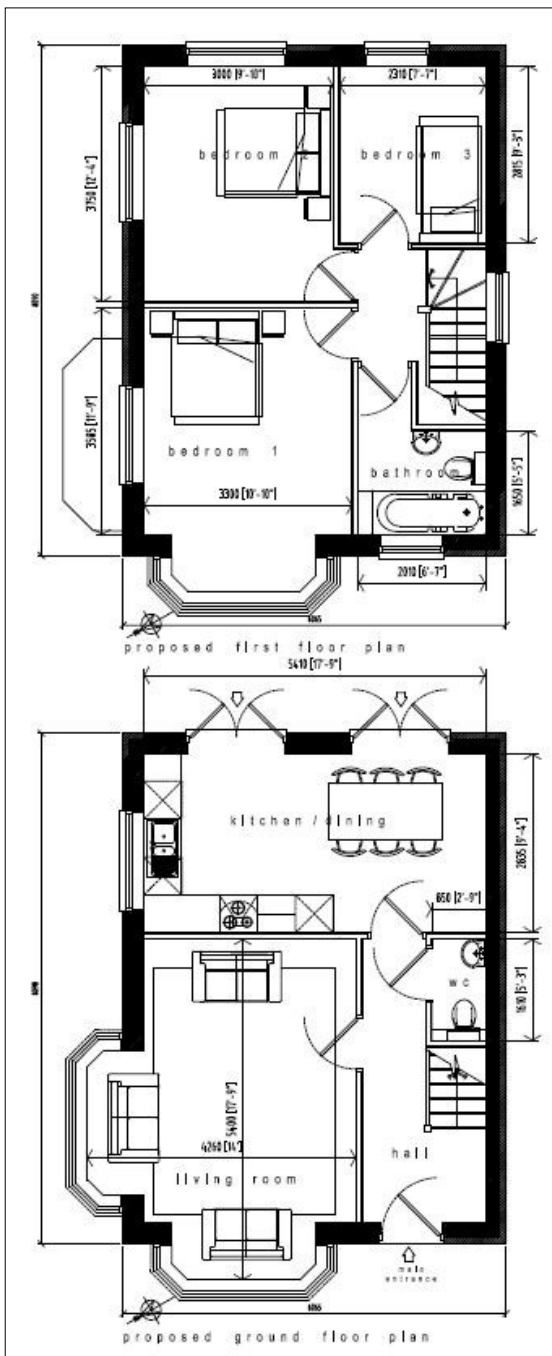 3000 [9'-10"]
2310 [7'-7"]
bedroom 2
bedroom 3
3750 [12'-4"]
2815 [9'-3"]
3585 [11'-9"]
bedroom 1
bathroom
3300 [10'-10"]
1650 [5'-5"]
2010 [6'-7"]
6065
proposed first floor plan
5410 [17'-9"]
kitchen/dining
2835 [9'-4"]
850 [2'-9"]
wc
1610 [5'-3"]
5400 [17'-9"]
4260 [14']
living room
hall
main
entrance
6065
proposed ground floor plan